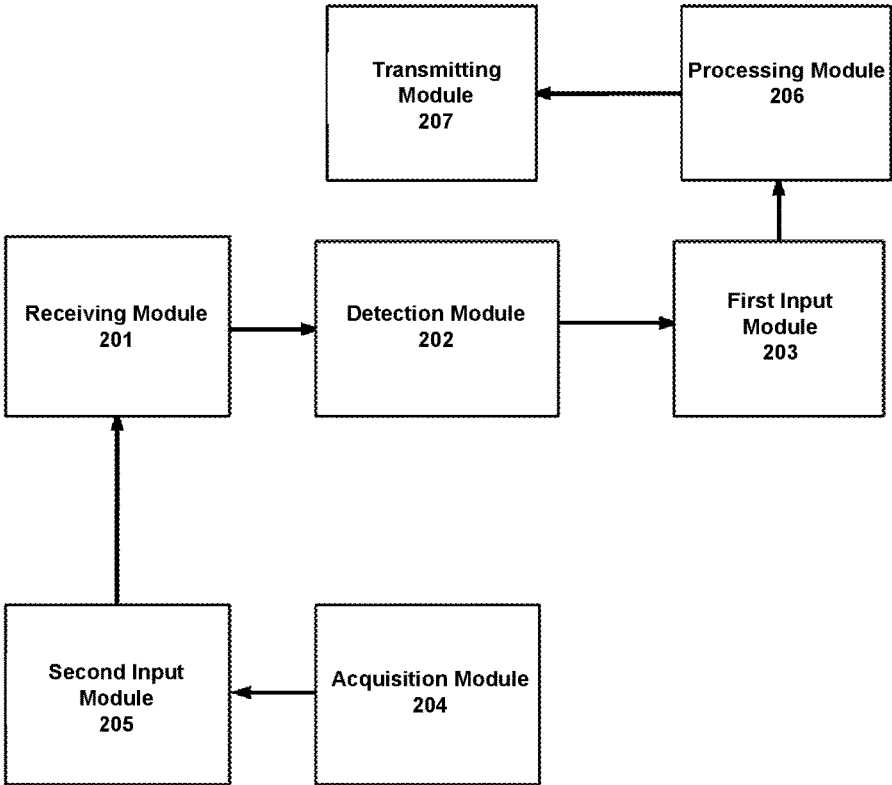 Transmitting
Module
207
Processing Module
206
Receiving Module
201
Detection Module
202
First Input
Module
203
Second Input
Module
205
Acquisition Module
204